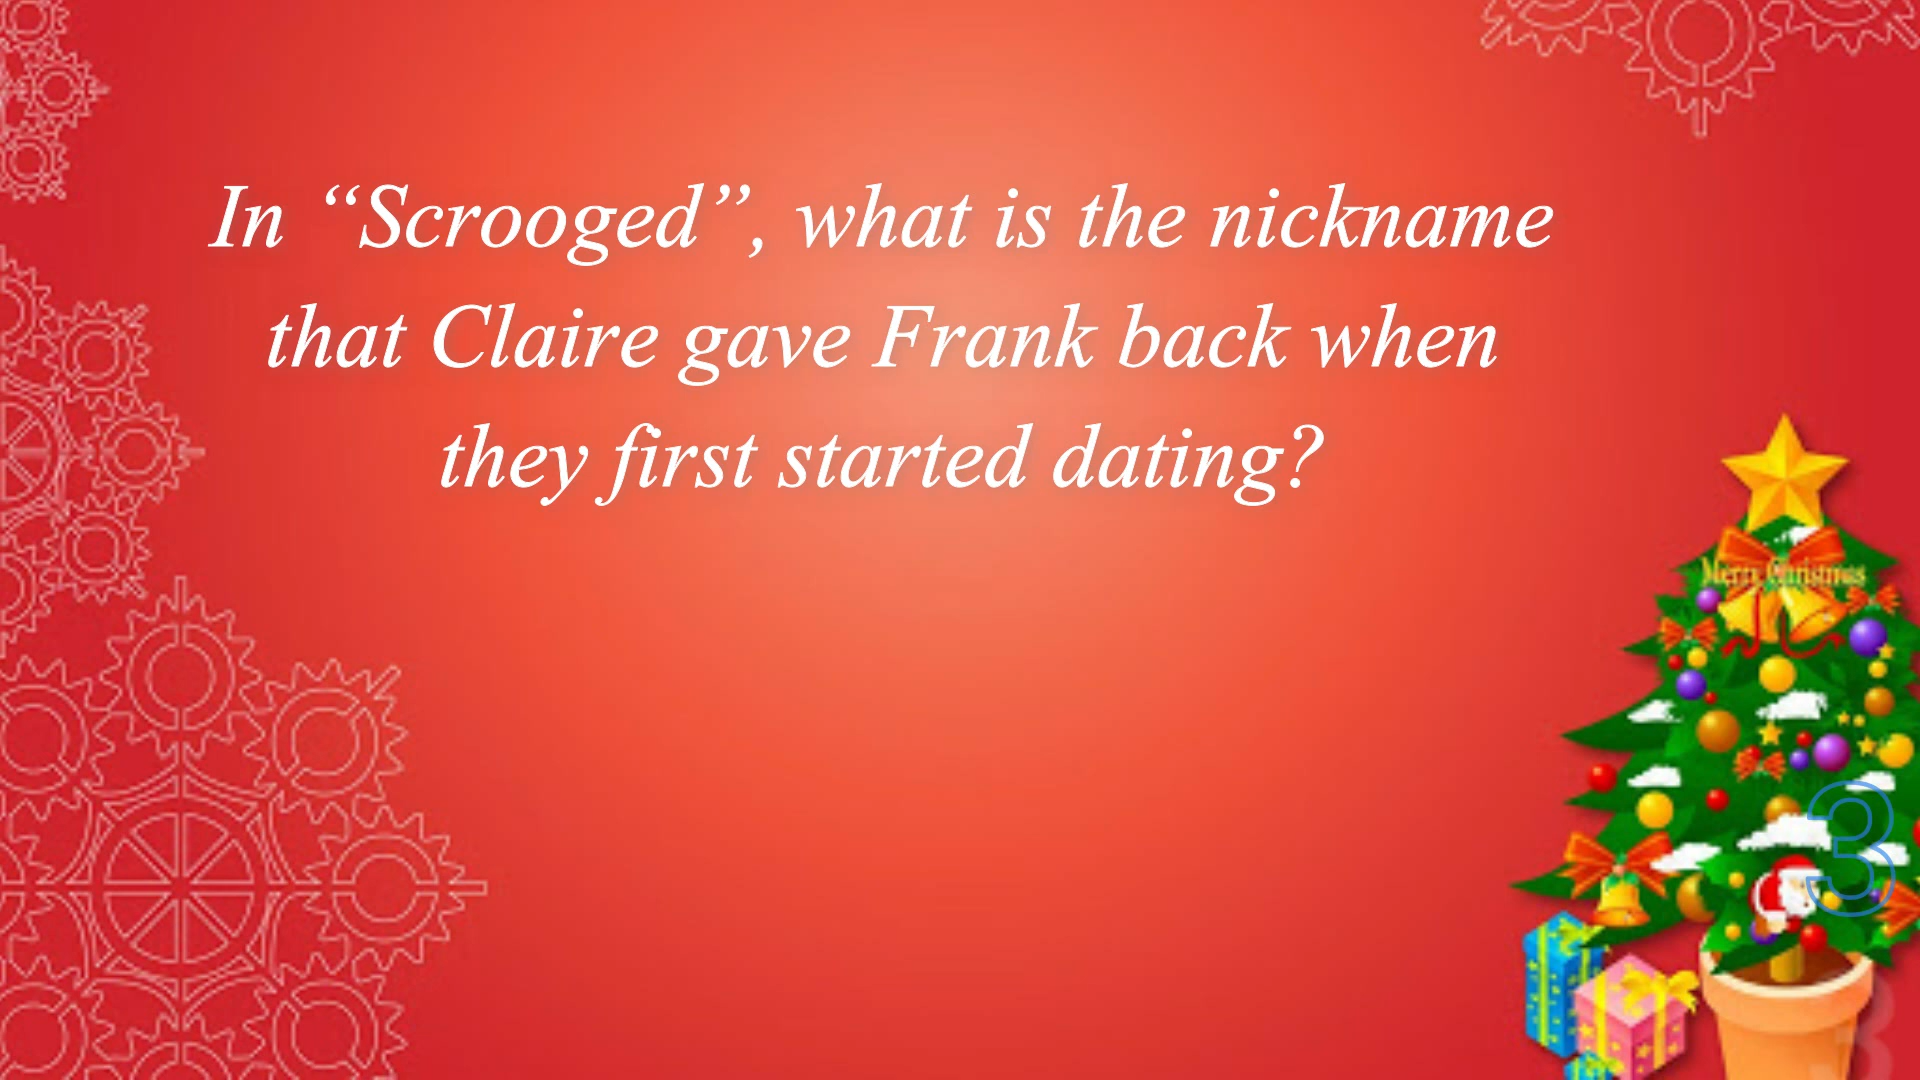 In “Scrooged”, what is the nickname
that Claire gave Frank back when
they first started dating?
Merry Christmas
3
3